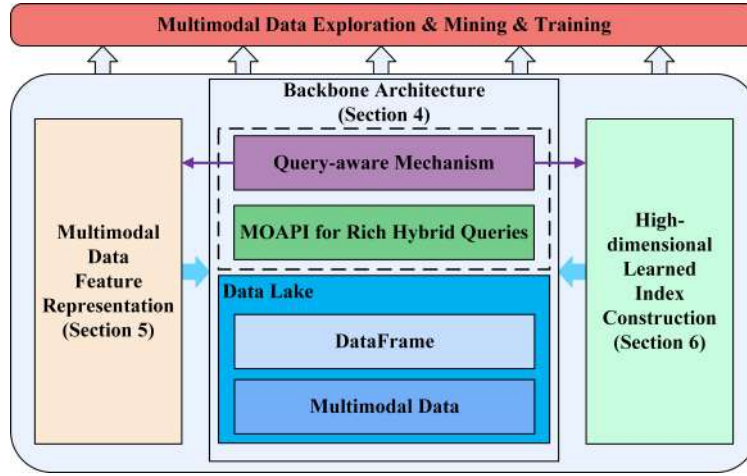 Multimodal Data Exploration & Mining & Training
Backbone Architecture
(Section 4)
Query-aware Mechanism
MOAPI for Rich Hybrid Queries
Multimodal
Data
Feature
Representation
(Section 5)
Data Lake
DataFrame
Multimodal Data
High-
dimensional
Learned
Index
Construction
(Section 6)